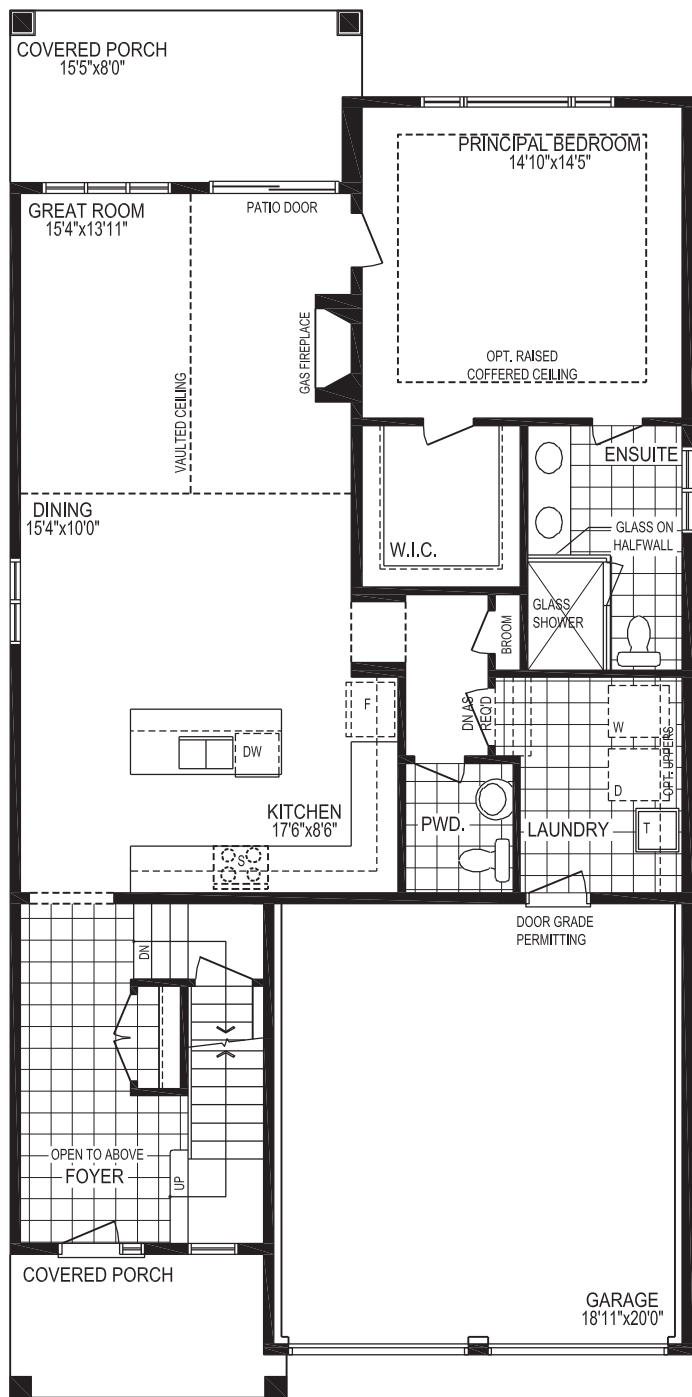 COVERED PORCH
15'5"x8'0"
PRINCIPAL BEDROOM
14'10"x14'5"
GREAT ROOM
15'4"x13'11"
PATIO DOOR
GAS FIREPLACE
OPT. RAISED
COFFERED CEILING
VAULTED CEILING
ENSUITE
DINING
15'4"x10'0"
GLASS ON
HALFWALL
W.I.C.
GLASS
SHOWER
BROOM
DN AS
REQ'D
F
W
OPT. UPPERS
DW
D
KITCHEN
17'6"x8'6"
PWD.
LAUNDRY
T
S
DOOR GRADE
PERMITTING
DN
OPEN TO ABOVE
FOYER
UP
COVERED PORCH
GARAGE
18'11"x20'0"